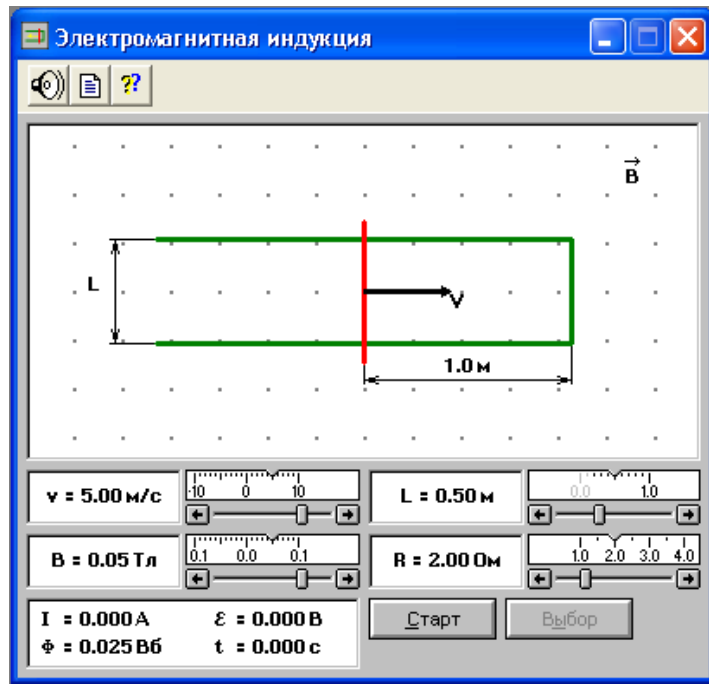 Электромагнитная индукция
??
B
L
V
1.0 м
v = 5.00 м/с
-10 0 10
L = 0.50 м
0.0 1.0
B = 0.05 Тл
0.1 0.0 0.1
R = 2.00 Ом
1.0 2.0 3.0 4.0
I = 0.000 А ℰ = 0.000 В
Φ = 0.025 Вб t = 0.000 с
Старт
Выбор